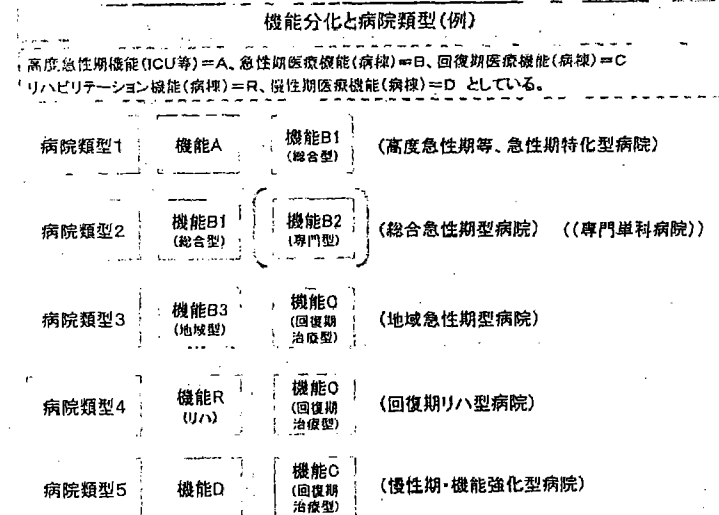 機能分化と病院類型(例)
高度急性期機能(ICU等)=A、急性期医療機能(病棟)=B、回復期医療機能(病棟)=C
リハビリテーション機能(病棟)=R、慢性期医療機能(病棟)=D としている。
病院類型1 機能A 機能B1 (総合型) (高度急性期等、急性期特化型病院)
病院類型2 機能B1 (総合型) 機能B2 (専門型) (総合急性期型病院) ((専門単科病院))
病院類型3 機能B3 (地域型) 機能C (回復期 治療型) (地域急性期型病院)
病院類型4 機能R (リハ) 機能C (回復期 治療型) (回復期リハ型病院)
病院類型5 機能D 機能C (回復期 治療型) (慢性期・機能強化型病院)